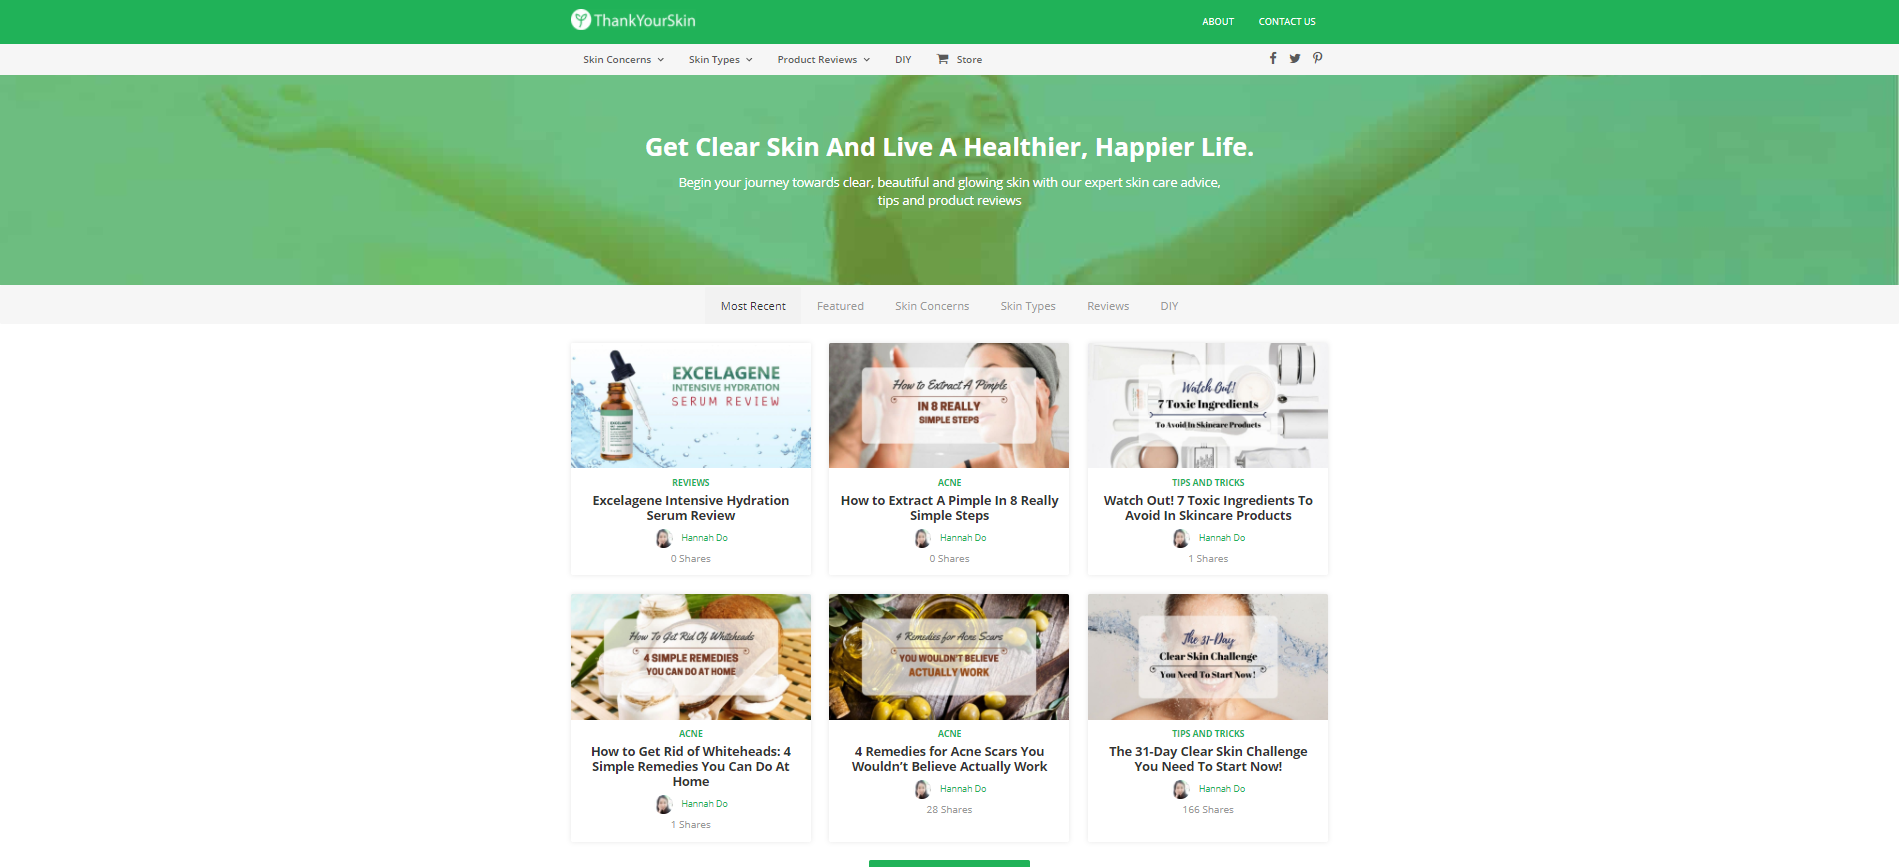 ThankYourSkin
ABOUT
CONTACT US
Skin Concerns
Skin Types
Product Reviews
DIY
Store
Get Clear Skin And Live A Healthier, Happier Life.
Begin your journey towards clear, beautiful and glowing skin with our expert skin care advice,
tips and product reviews
Most Recent
Featured
Skin Concerns
Skin Types
Reviews
DIY
EXCELAGENE
INTENSIVE HYDRATION
SERUM REVIEW
EXCELAGENE
REVIEWS
Excelagene Intensive Hydration
Serum Review
Hannah Do
0 Shares
How to Extract A Pimple
IN 8 REALLY
SIMPLE STEPS
ACNE
How to Extract A Pimple In 8 Really
Simple Steps
Hannah Do
0 Shares
Watch Out!
7 Toxic Ingredients
To Avoid In Skincare Products
TIPS AND TRICKS
Watch Out! 7 Toxic Ingredients To
Avoid In Skincare Products
Hannah Do
1 Shares
How To Get Rid Of Whiteheads
4 SIMPLE REMEDIES
YOU CAN DO AT HOME
ACNE
How to Get Rid of Whiteheads: 4
Simple Remedies You Can Do At
Home
Hannah Do
1 Shares
4 Remedies for Acne Scars
YOU WOULDN'T BELIEVE
ACTUALLY WORK
ACNE
4 Remedies for Acne Scars You
Wouldn’t Believe Actually Work
Hannah Do
28 Shares
The 31-Day
Clear Skin Challenge
You Need To Start Now!
TIPS AND TRICKS
The 31-Day Clear Skin Challenge
You Need To Start Now!
Hannah Do
166 Shares